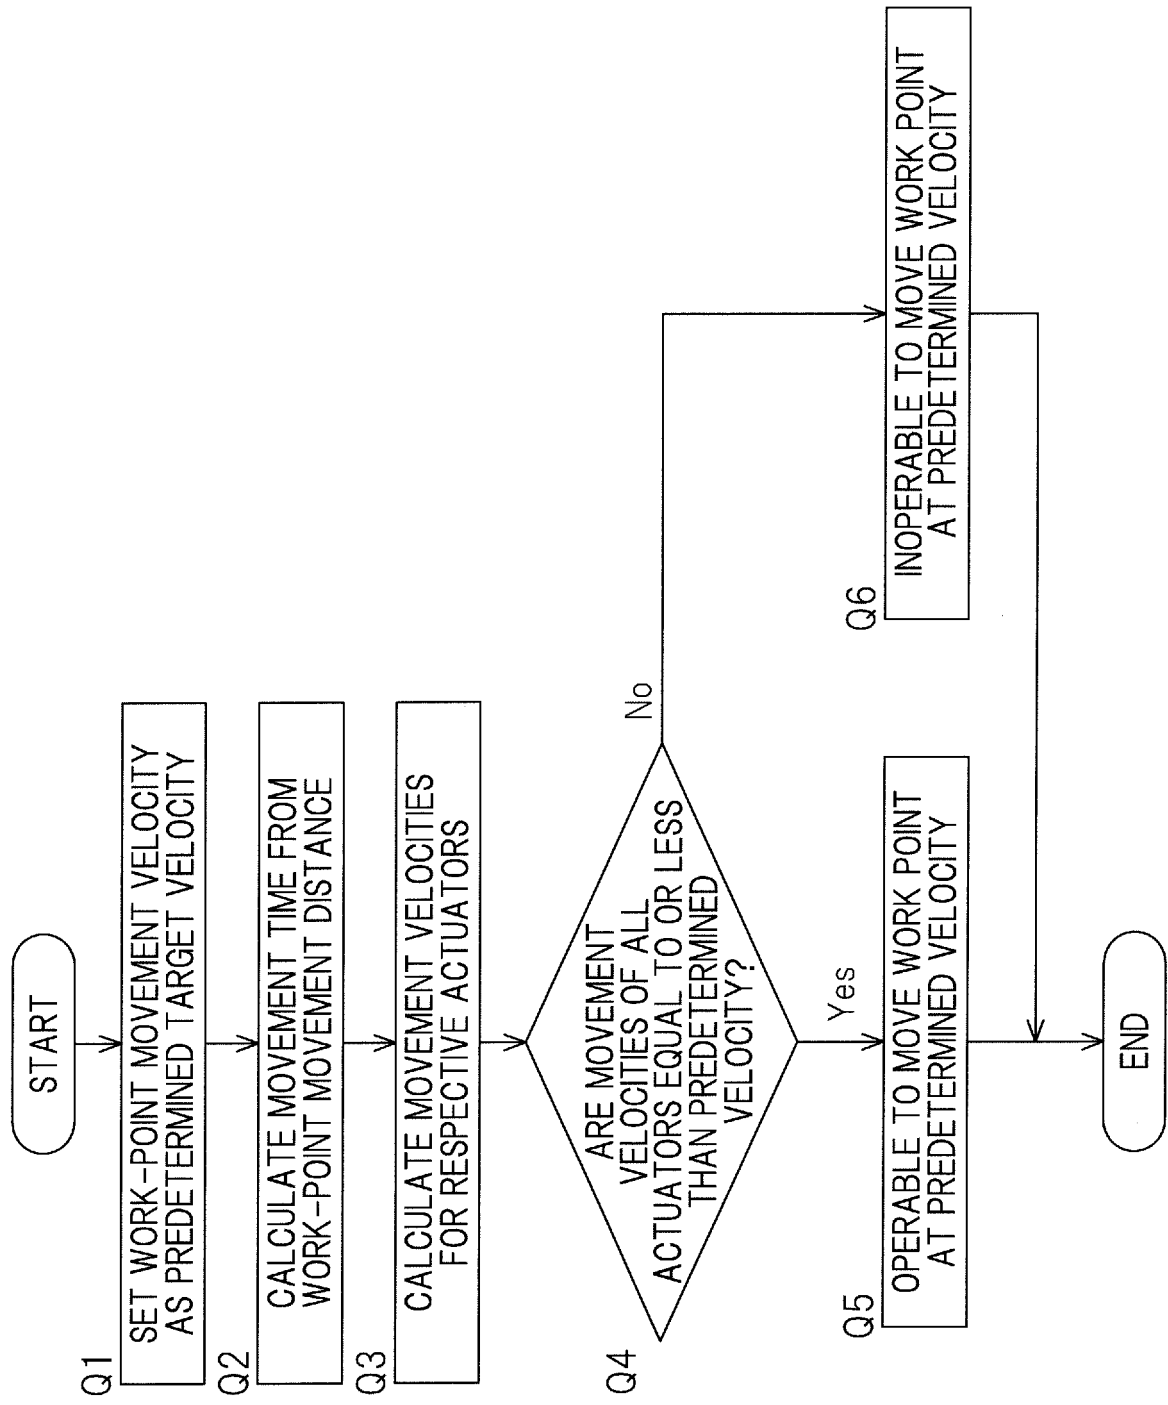 START
Q1
SET WORK-POINT MOVEMENT VELOCITY
AS PREDETERMINED TARGET VELOCITY
Q2
CALCULATE MOVEMENT TIME FROM
WORK-POINT MOVEMENT DISTANCE
Q3
CALCULATE MOVEMENT VELOCITIES
FOR RESPECTIVE ACTUATORS
Q4
ARE MOVEMENT
VELOCITIES OF ALL
ACTUATORS EQUAL TO OR LESS
THAN PREDETERMINED
VELOCITY?
No
Yes
Q5
OPERABLE TO MOVE WORK POINT
AT PREDETERMINED VELOCITY
Q6
INOPERABLE TO MOVE WORK POINT
AT PREDETERMINED VELOCITY
END